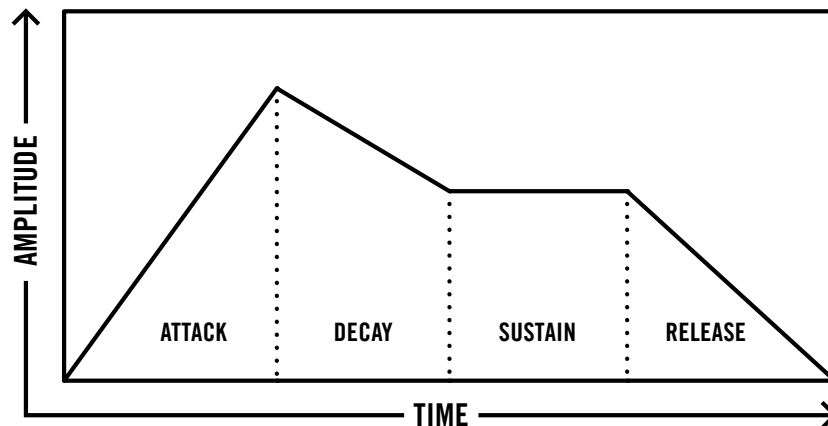 AMPLITUDE
ATTACK
DECAY
SUSTAIN
RELEASE
TIME